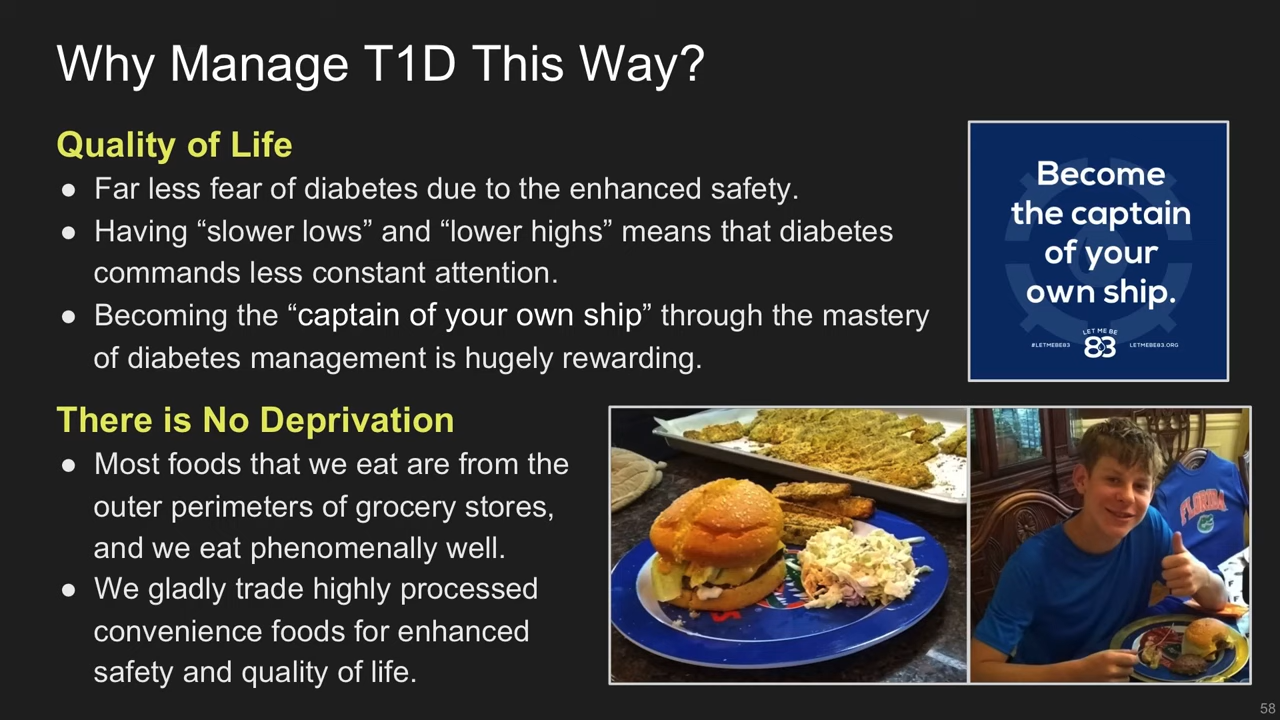 Why Manage T1D This Way?
Quality of Life
● Far less fear of diabetes due to the enhanced safety.
● Having “slower lows” and “lower highs” means that diabetes
commands less constant attention.
● Becoming the “captain of your own ship” through the mastery
of diabetes management is hugely rewarding.
Become
the captain
of your
own ship.
LET ME BE
#LETMEBE83 83 LETMEBE83.ORG
There is No Deprivation
● Most foods that we eat are from the
outer perimeters of grocery stores,
and we eat phenomenally well.
● We gladly trade highly processed
convenience foods for enhanced
safety and quality of life.
FLORIDA
58